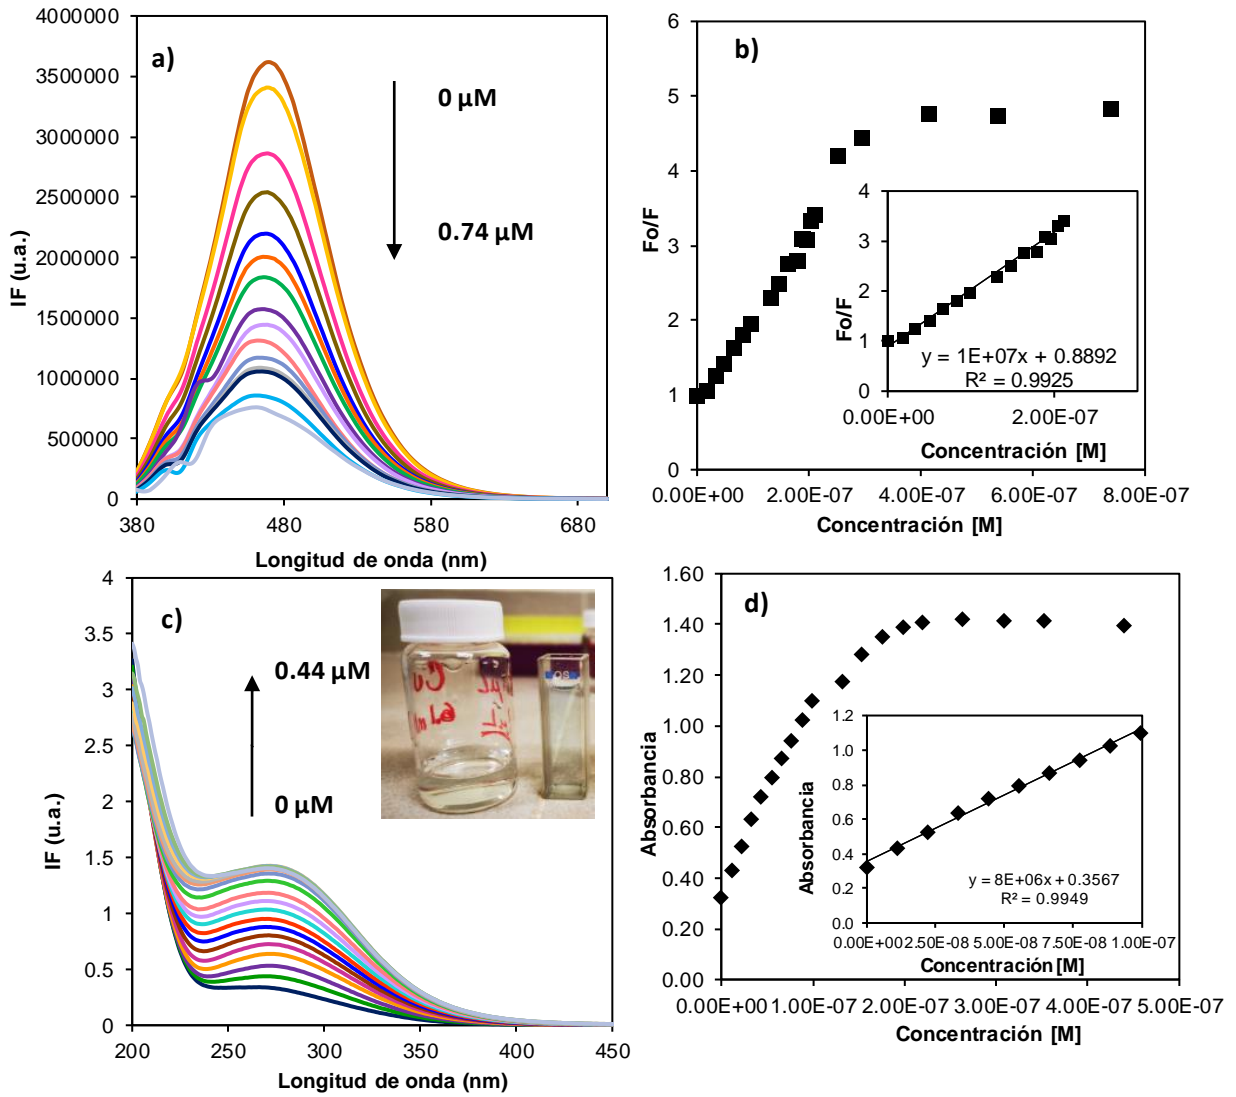 a)
4000000
3500000
3000000
2500000
2000000
1500000
1000000
500000
0
IF (u.a.)
0 µM
0.74 µM
380
480
580
680
Longitud de onda (nm)
b)
6
5
4
3
2
1
0
Fo/F
0.00E+00
2.00E-07
4.00E-07
6.00E-07
8.00E-07
Concentración [M]
4
3
2
1
0
Fo/F
y = 1E+07x + 0.8892
R² = 0.9925
0.00E+00
2.00E-07
Concentración [M]
c)
4
3.5
3
2.5
2
1.5
1
0.5
0
IF (u.a.)
0.44 µM
0 µM
Cu
QS
200
250
300
350
400
450
Longitud de onda (nm)
d)
1.60
1.40
1.20
1.00
0.80
0.60
0.40
0.20
0.00
Absorbancia
0.00E+00
1.00E-07
2.00E-07
3.00E-07
4.00E-07
5.00E-07
Concentración [M]
1.2
1.0
0.8
0.6
0.4
0.2
0.0
Absorbancia
y = 8E+06x + 0.3567
R² = 0.9949
0.00E+00
2.50E-08
5.00E-08
7.50E-08
1.00E-07
Concentración [M]